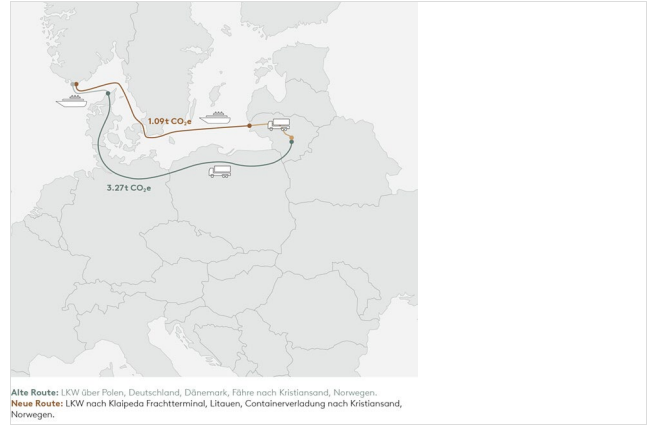 1.09t CO₂e
3.27t CO₂e
Alte Route: LKW über Polen, Deutschland, Dänemark, Fähre nach Kristiansand, Norwegen.
Neue Route: LKW nach Klaipeda Frachtterminal, Litauen, Containerverladung nach Kristiansand,
Norwegen.